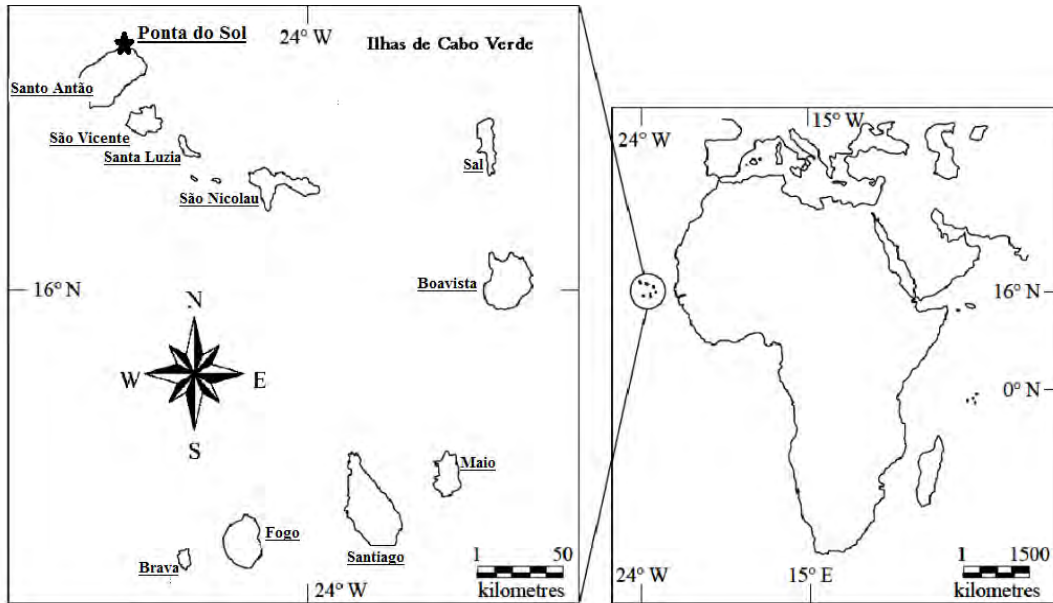 Ponta do Sol
24° W
Ilhas de Cabo Verde
Santo Antão
São Vicente
Santa Luzia
São Nicolau
Sal
Boavista
16° N
N
W
E
S
Maio
Fogo
Santiago
Brava
24° W
1 50
kilometres
24° W
15° W
16° N
0° N
24° W
15° E
1 1500
kilometres